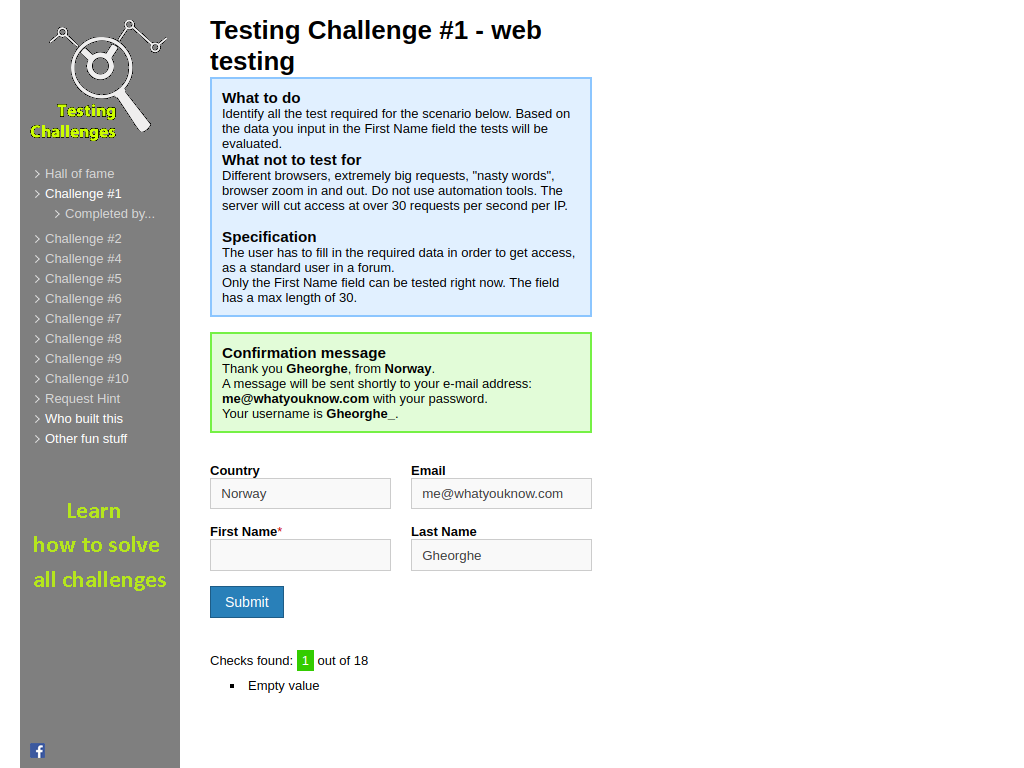 Testing
Challenges
Hall of fame
Challenge #1
Completed by...
Challenge #2
Challenge #4
Challenge #5
Challenge #6
Challenge #7
Challenge #8
Challenge #9
Challenge #10
Request Hint
Who built this
Other fun stuff
Learn
how to solve
all challenges
Testing Challenge #1 - web
testing
What to do
Identify all the test required for the scenario below. Based on
the data you input in the First Name field the tests will be
evaluated.
What not to test for
Different browsers, extremely big requests, "nasty words",
browser zoom in and out. Do not use automation tools. The
server will cut access at over 30 requests per second per IP.
Specification
The user has to fill in the required data in order to get access,
as a standard user in a forum.
Only the First Name field can be tested right now. The field
has a max length of 30.
Confirmation message
Thank you Gheorghe, from Norway.
A message will be sent shortly to your e-mail address:
me@whatyouknow.com with your password.
Your username is Gheorghe_.
Country Email
Norway me@whatyouknow.com
First Name* Last Name
Gheorghe
Submit
Checks found: 1 out of 18
Empty value